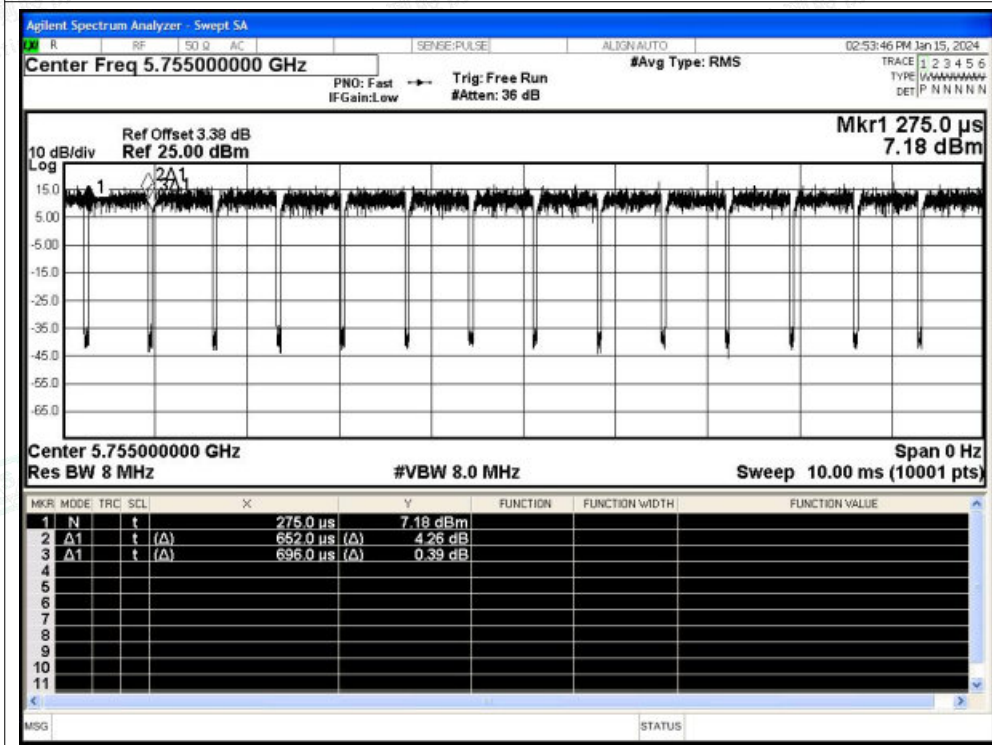 Agilent Spectrum Analyzer - Swept SA
R RF 50 Ω AC SENSE:PULSE ALIGN AUTO 02:53:46 PM Jan 15, 2024
Center Freq 5.755000000 GHz #Avg Type: RMS TRACE 1 2 3 4 5 6
PNO: Fast Trig: Free Run TYPE
IFGain:Low #Atten: 36 dB DET P N N N N N
Mkr1 275.0 µs
7.18 dBm
Ref Offset 3.38 dB
10 dB/div Ref 25.00 dBm
Log
2Δ1
3Δ1
1
15.0
5.00
-5.00
-15.0
-25.0
-35.0
-45.0
-55.0
-65.0
Center 5.755000000 GHz Span 0 Hz
Res BW 8 MHz #VBW 8.0 MHz Sweep 10.00 ms (10001 pts)
MKR MODE TRC SCL X Y FUNCTION FUNCTION WIDTH FUNCTION VALUE
1 N t 275.0 µs 7.18 dBm
2 Δ1 t (Δ) 652.0 µs (Δ) 4.26 dB
3 Δ1 t (Δ) 696.0 µs (Δ) 0.39 dB
4
5
6
7
8
9
10
11
MSG STATUS